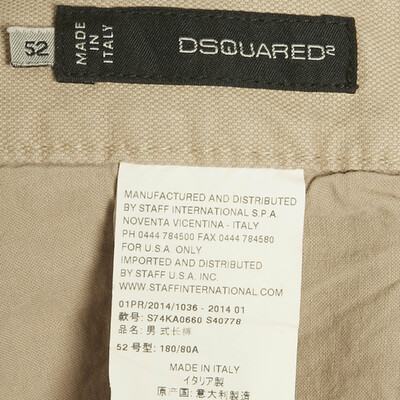 52
MADE
IN
ITALY
DSQUARED2
MANUFACTURED AND DISTRIBUTED
BY STAFF INTERNATIONAL S.P.A.
NOVENTA VICENTINA - ITALY
PH 0444 784500 FAX 0444 784580
FOR U.S.A. ONLY
IMPORTED AND DISTRIBUTED
BY STAFF U.S.A. INC.
WWW.STAFFINTERNATIONAL.COM
01PR/2014/1036 - 2014 01
款号: S74KA0660 S40778
品名: 男式长裤
52 号型: 180/80A
MADE IN ITALY
イタリア製
原产国: 意大利制造